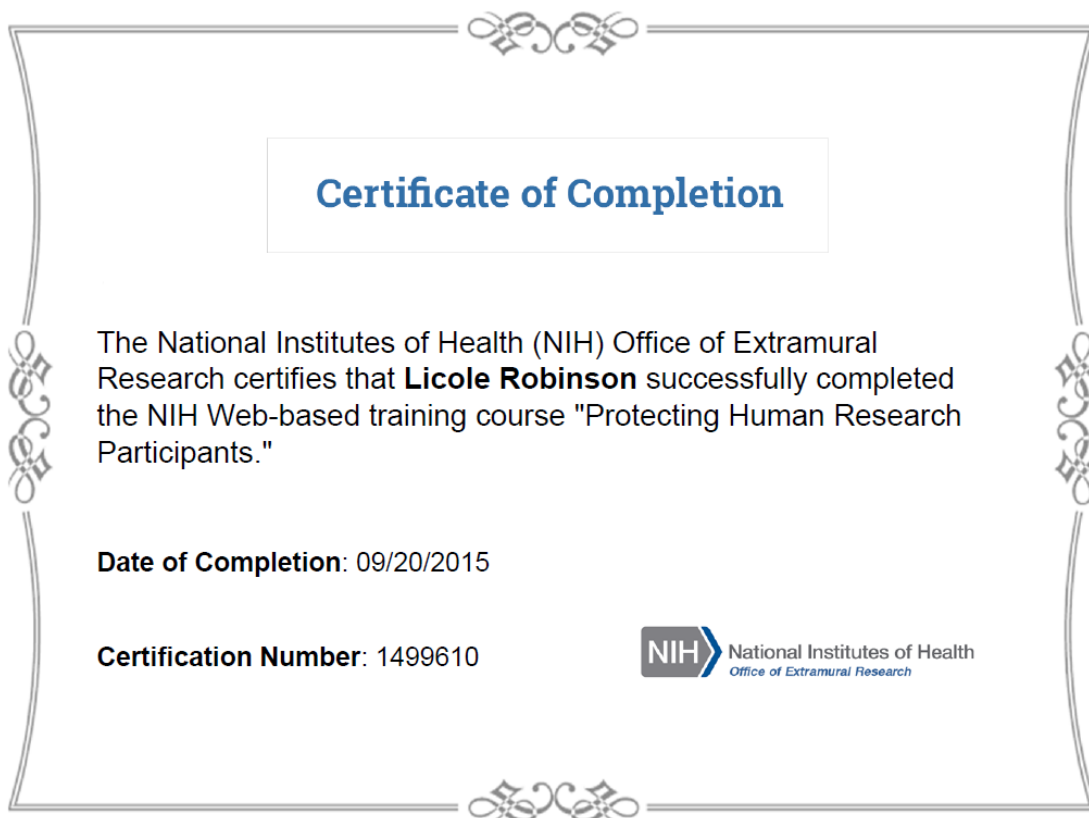 Certificate of Completion
The National Institutes of Health (NIH) Office of Extramural
Research certifies that Licole Robinson successfully completed
the NIH Web-based training course "Protecting Human Research
Participants."
Date of Completion: 09/20/2015
Certification Number: 1499610
NIH National Institutes of Health
Office of Extramural Research